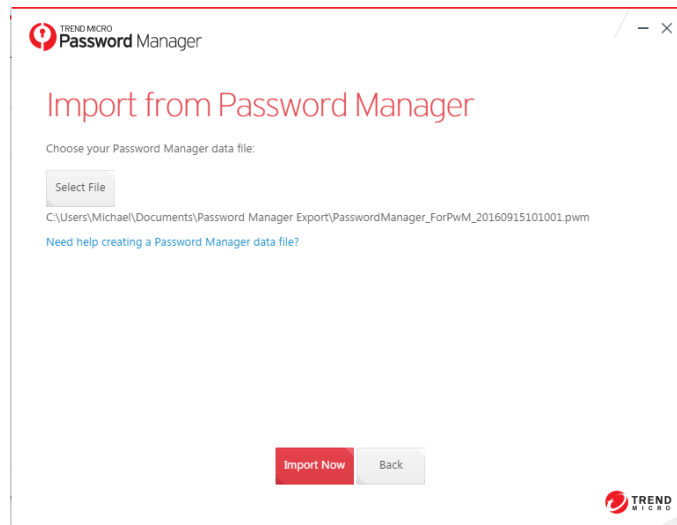 TREND MICRO
Password Manager
Import from Password Manager
Choose your Password Manager data file:
Select File
C:\Users\Michael\Documents\Password Manager Export\PasswordManager_ForPwM_20160915101001.pwm
Need help creating a Password Manager data file?
Import Now
Back
TREND
MICRO